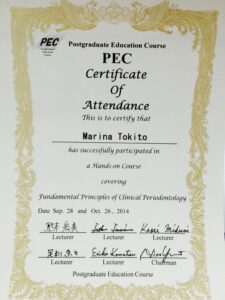 PEC
Postgraduate Education Course
PEC
Certificate
Of
Attendance
This is to certify that
Marina Tokito
has successfully participated in
a Hands-on Course
covering
Fundamental Principles of Clinical Periodontology
Date Sep. 28 and Oct. 26, 2014
Lecturer Lecturer Lecturer
Lecturer Lecturer Chairman
Postgraduate Education Course